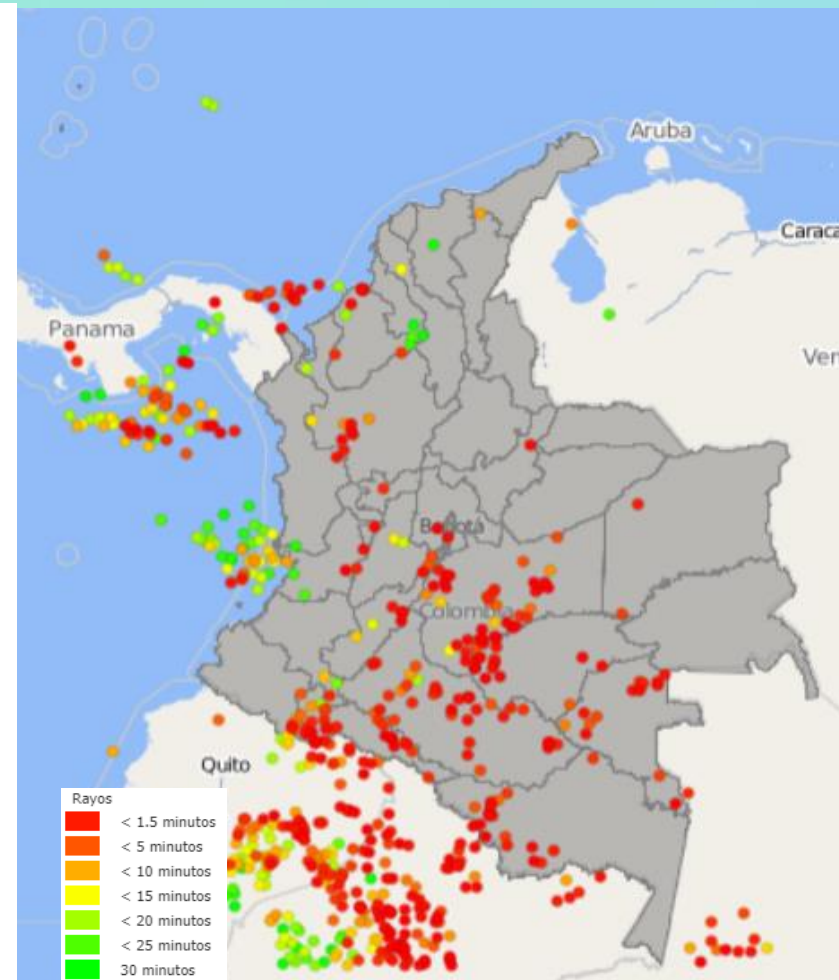 Aruba
Caraca
Panama
Ver
Bogotá
Colombia
Quito
Rayos
< 1.5 minutos
< 5 minutos
< 10 minutos
< 15 minutos
< 20 minutos
< 25 minutos
30 minutos